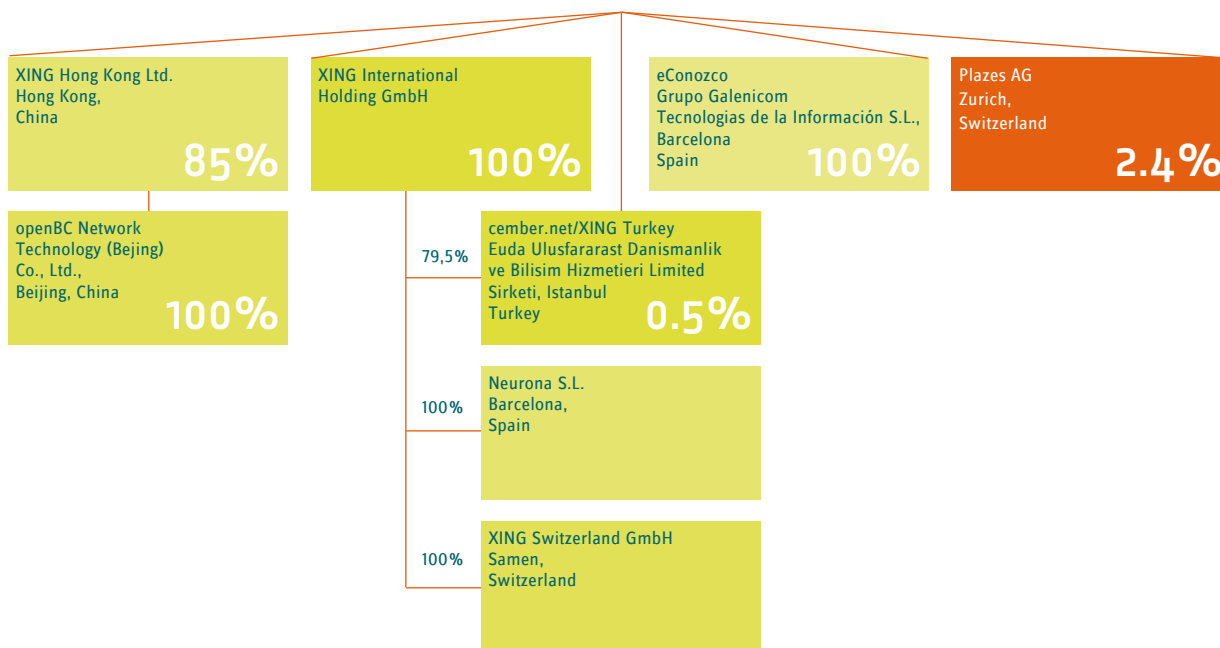 XING Hong Kong Ltd.
Hong Kong,
China
85%
XING International
Holding GmbH
100%
eConozco
Grupo Galenicom
Tecnologias de la Información S.L.,
Barcelona
Spain
100%
Plazes AG
Zurich,
Switzerland
2.4%
openBC Network
Technology (Bejing)
Co., Ltd.,
Beijing, China
100%
79,5%
cember.net/XING Turkey
Euda Ulusfararast Danismanlik
ve Bilisim Hizmetieri Limited
Sirketi, Istanbul
Turkey
0.5%
100%
Neurona S.L.
Barcelona,
Spain
100%
XING Switzerland GmbH
Samen,
Switzerland